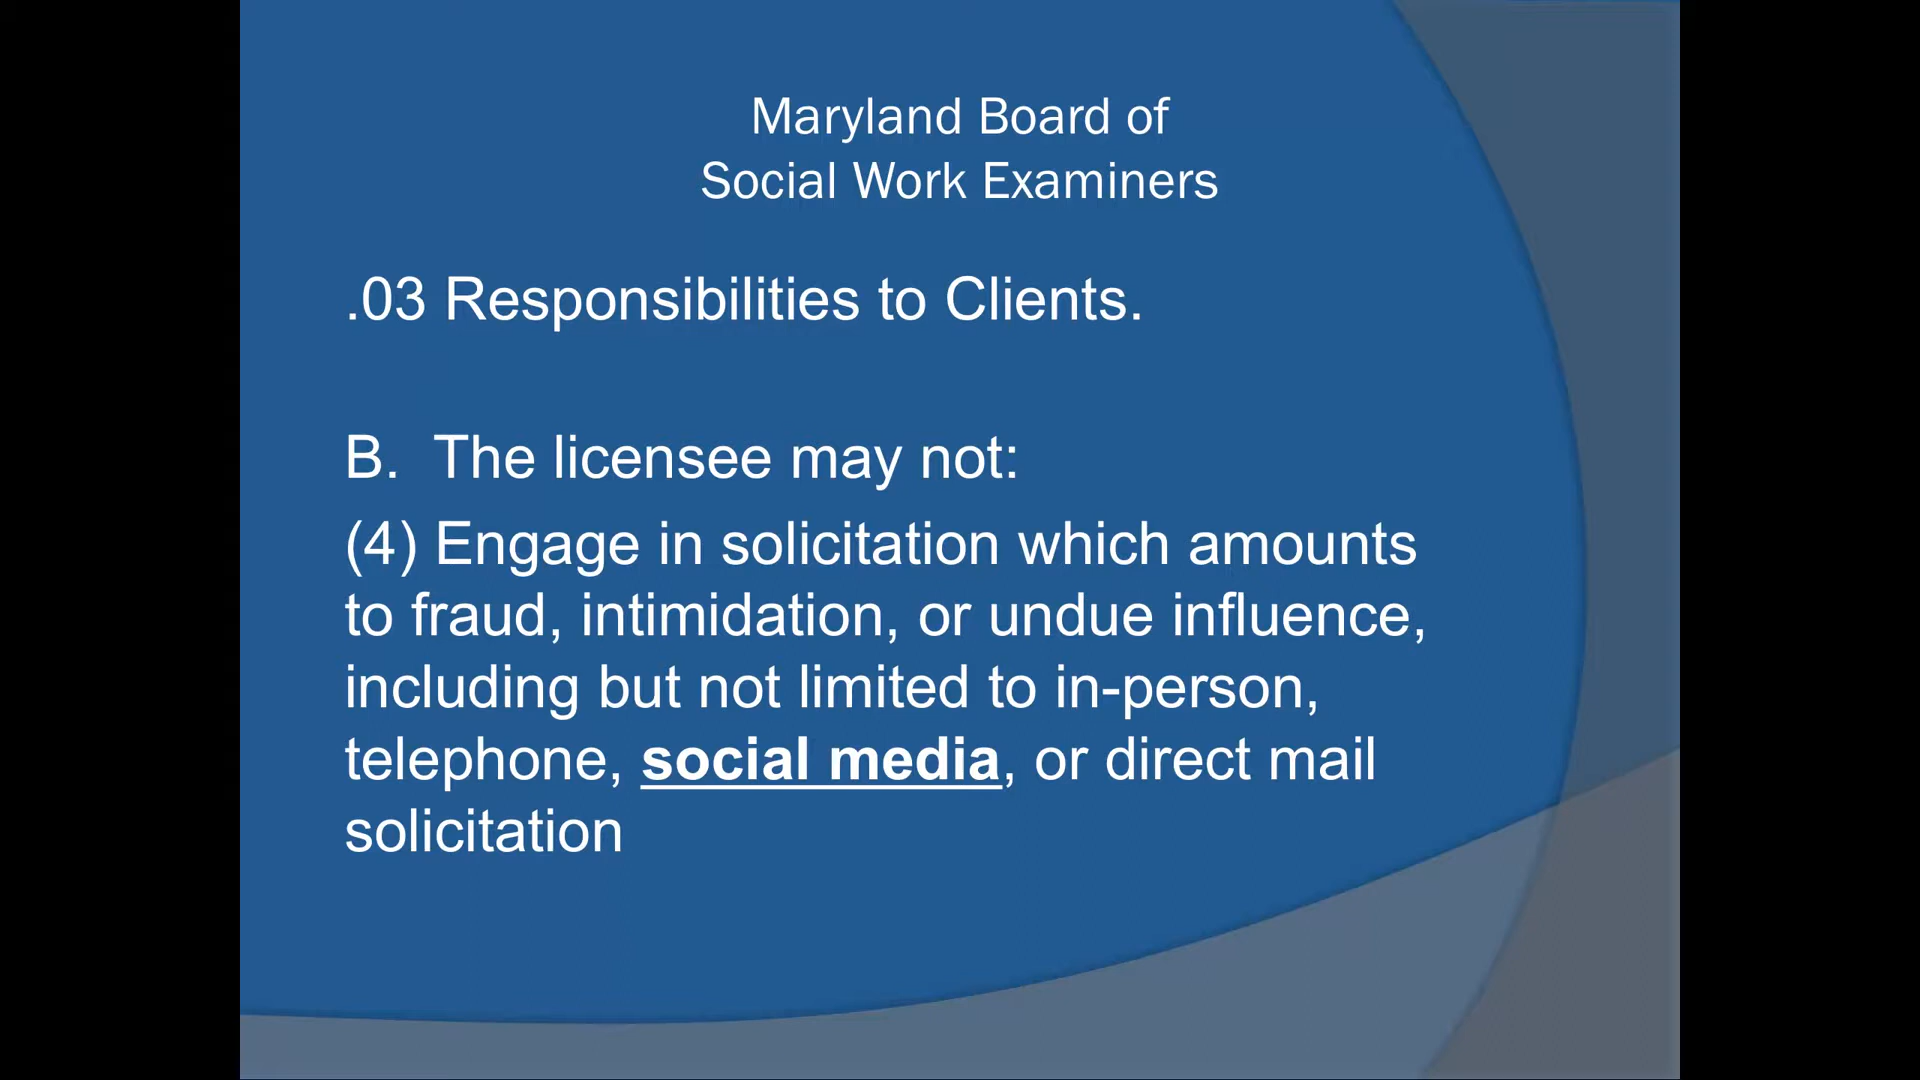 Maryland Board of
Social Work Examiners
.03 Responsibilities to Clients.
B. The licensee may not:
(4) Engage in solicitation which amounts
to fraud, intimidation, or undue influence,
including but not limited to in-person,
telephone, social media, or direct mail
solicitation